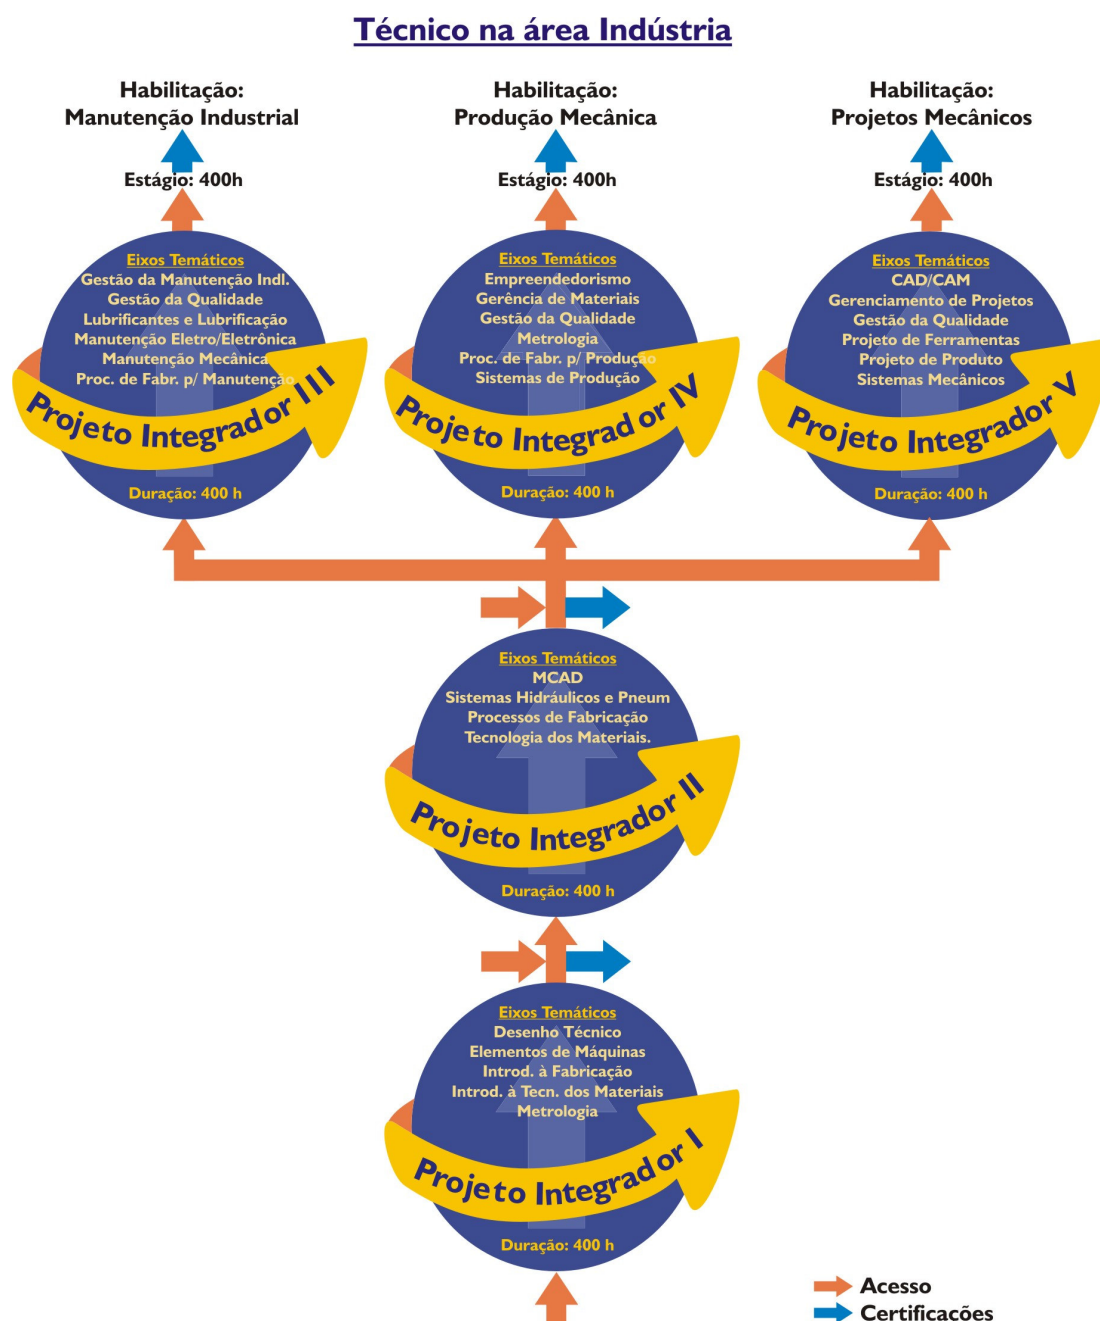 Técnico na área Indústria
Habilitação:
Manutenção Industrial
Estágio: 400h
Eixos Temáticos
Gestão da Manutenção Indl.
Gestão da Qualidade
Lubrificantes e Lubrificação
Manutenção Eletro/Eletrônica
Manutenção Mecânica
Proc. de Fabr. p/ Manutenção
Projeto Integrador III
Duração: 400 h
Habilitação:
Produção Mecânica
Estágio: 400h
Eixos Temáticos
Empreendedorismo
Gerência de Materiais
Gestão da Qualidade
Metrologia
Proc. de Fabr. p/ Produção
Sistemas de Produção
Projeto Integrador IV
Duração: 400 h
Habilitação:
Projetos Mecânicos
Estágio: 400h
Eixos Temáticos
CAD/CAM
Gerenciamento de Projetos
Gestão da Qualidade
Projeto de Ferramentas
Projeto de Produto
Sistemas Mecânicos
Projeto Integrador V
Duração: 400 h
Eixos Temáticos
MCAD
Sistemas Hidráulicos e Pneum
Processos de Fabricação
Tecnologia dos Materiais.
Projeto Integrador II
Duração: 400 h
Eixos Temáticos
Desenho Técnico
Elementos de Máquinas
Introd. à Fabricação
Introd. à Tecn. dos Materiais
Metrologia
Projeto Integrador I
Duração: 400 h
Acesso
Certificações